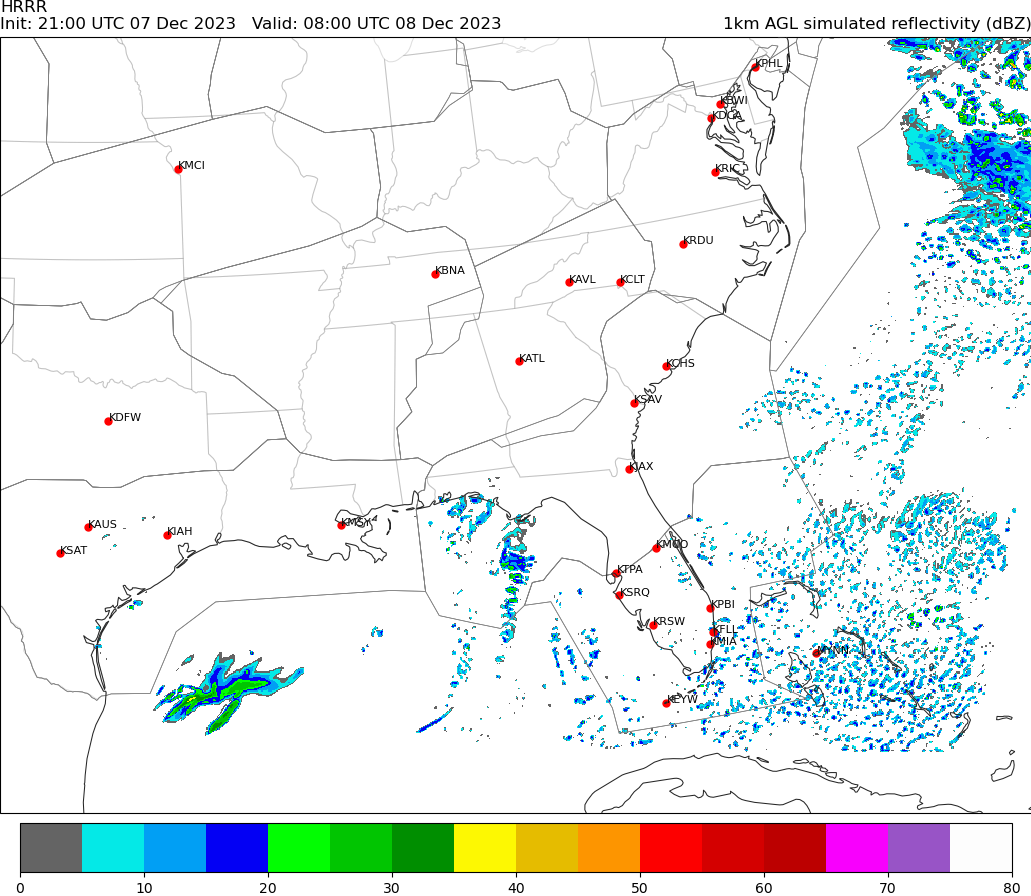 HRRR
Init: 21:00 UTC 07 Dec 2023 Valid: 08:00 UTC 08 Dec 2023 1km AGL simulated reflectivity (dBZ)
KPHL
KBWI
KDCA
KMCI
KRIC
KRDU
KBNA
KAVL
KCLT
KATL
KCHS
KSAV
KDFW
KJAX
KAUS
KMSY
KIAH
KSAT
KMCO
KTPA
KSRQ
KPBI
KRSW
KFLL
KMIA
MYNN
KEYW
0 10 20 30 40 50 60 70 80